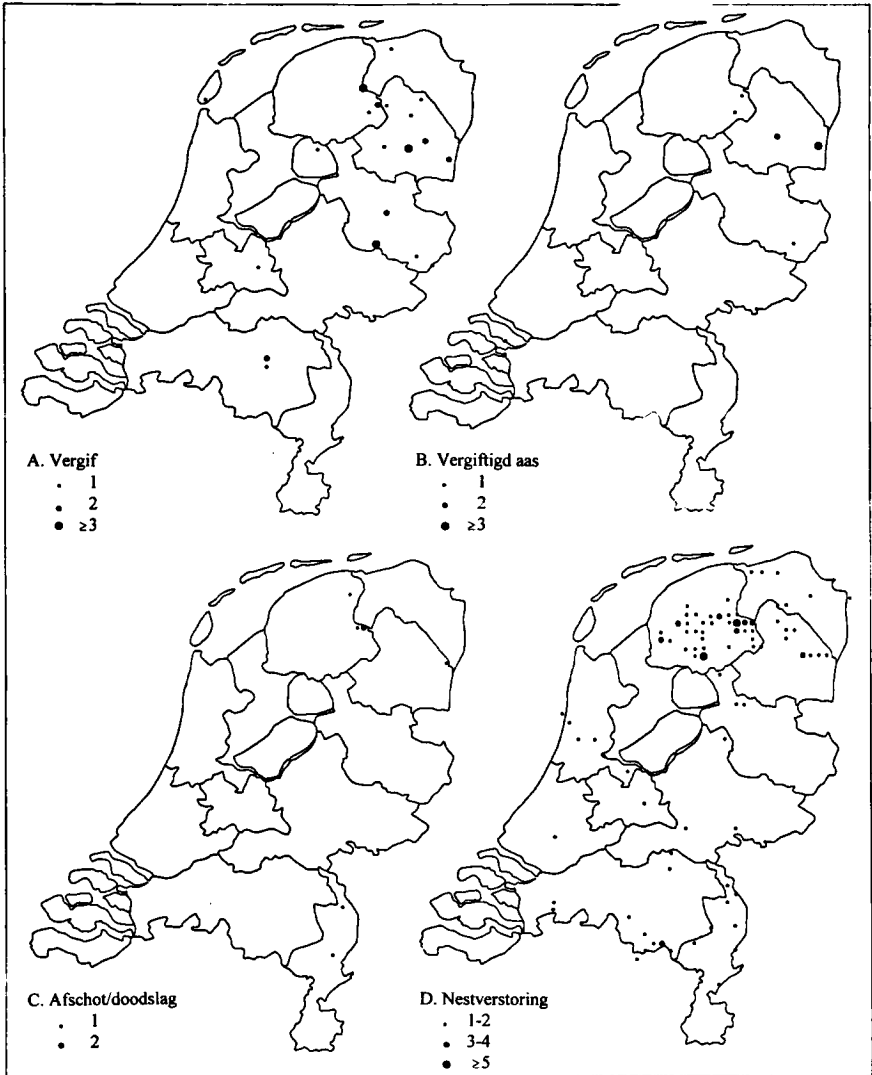 A. Vergif
1
2
≥3
B. Vergiftigd aas
1
2
≥3
C. Afschot/doodslag
1
2
D. Nestverstoring
1-2
3-4
≥5